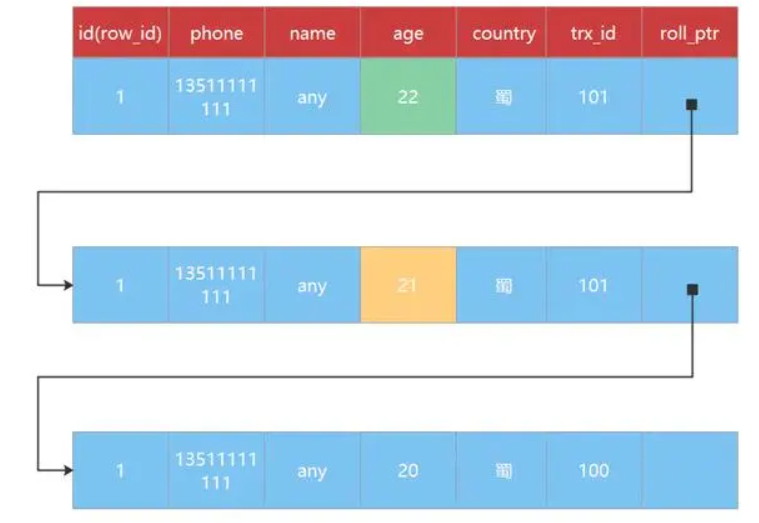 id(row_id) phone name age country trx_id roll_ptr
1 13511111 any 22 蜀 101
111
1 13511111 any 21 蜀 101
111
1 13511111 any 20 蜀 100
111